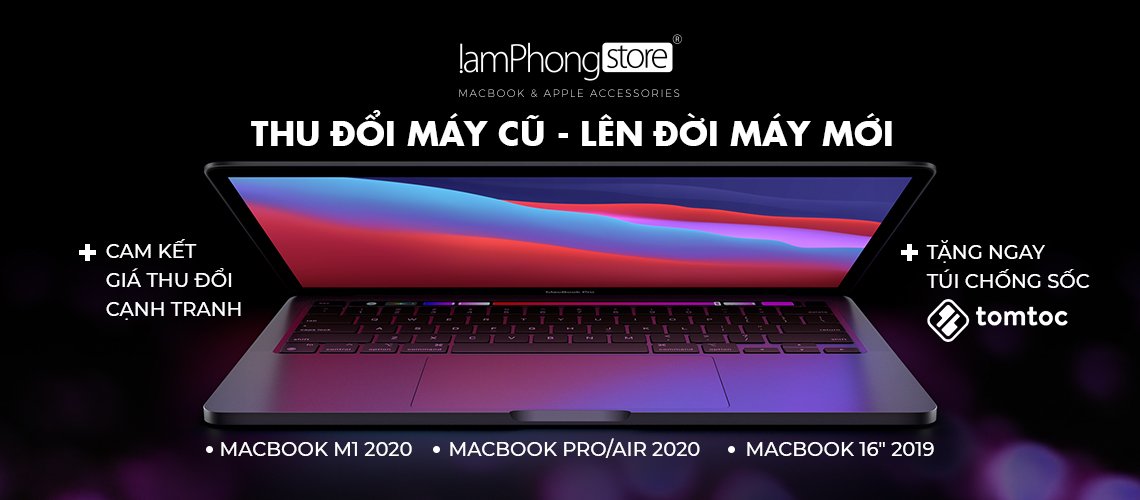 lamPhong store ®
MACBOOK & APPLE ACCESSORIES
THU ĐỔI MÁY CŨ - LÊN ĐỜI MÁY MỚI
+ CAM KẾT
GIÁ THU ĐỔI
CẠNH TRANH
+ TẶNG NGAY
TÚI CHỐNG SỐC
tomtoc
MacBook Pro
• MACBOOK M1 2020 • MACBOOK PRO/AIR 2020 • MACBOOK 16" 2019